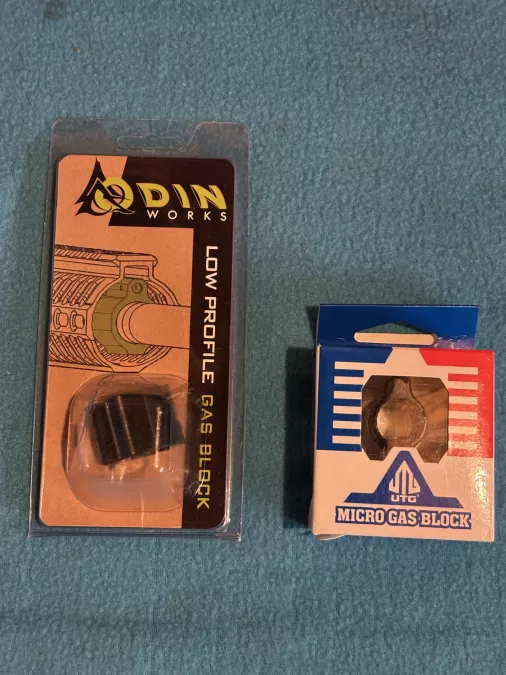 ODIN
WORKS
LOW PROFILE GAS BLOCK
UTG
MICRO GAS BLOCK